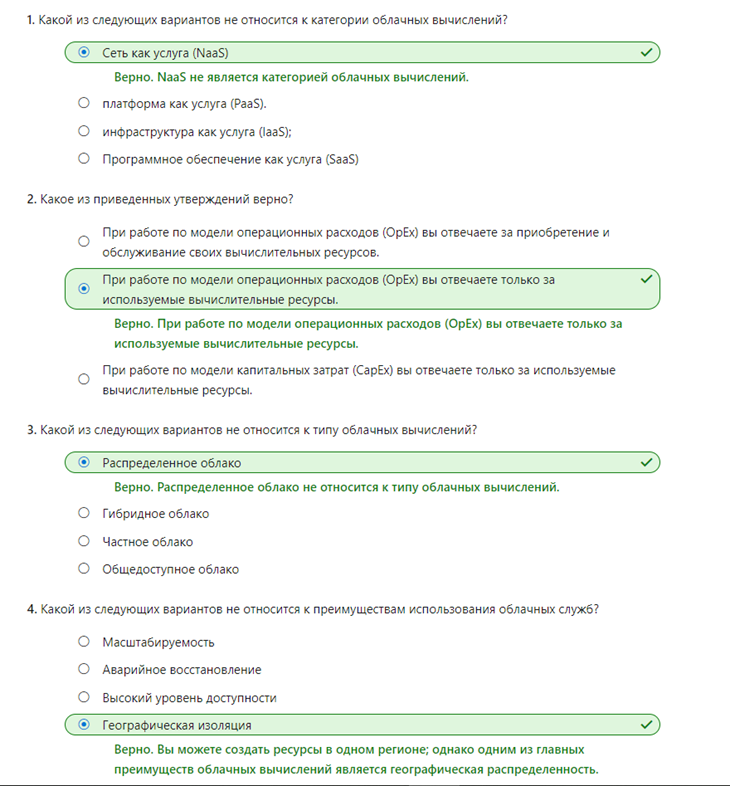 1. Какой из следующих вариантов не относится к категории облачных вычислений?
Сеть как услуга (NaaS)
Верно. NaaS не является категорией облачных вычислений.
платформа как услуга (PaaS).
инфраструктура как услуга (IaaS);
Программное обеспечение как услуга (SaaS)
2. Какое из приведенных утверждений верно?
При работе по модели операционных расходов (OpEx) вы отвечаете за приобретение и
обслуживание своих вычислительных ресурсов.
При работе по модели операционных расходов (OpEx) вы отвечаете только за
используемые вычислительные ресурсы.
Верно. При работе по модели операционных расходов (OpEx) вы отвечаете только за
используемые вычислительные ресурсы.
При работе по модели капитальных затрат (CapEx) вы отвечаете только за используемые
вычислительные ресурсы.
3. Какой из следующих вариантов не относится к типу облачных вычислений?
Распределенное облако
Верно. Распределенное облако не относится к типу облачных вычислений.
Гибридное облако
Частное облако
Общедоступное облако
4. Какой из следующих вариантов не относится к преимуществам использования облачных служб?
Масштабируемость
Аварийное восстановление
Высокий уровень доступности
Географическая изоляция
Верно. Вы можете создать ресурсы в одном регионе; однако одним из главных
преимуществ облачных вычислений является географическая распределенность.